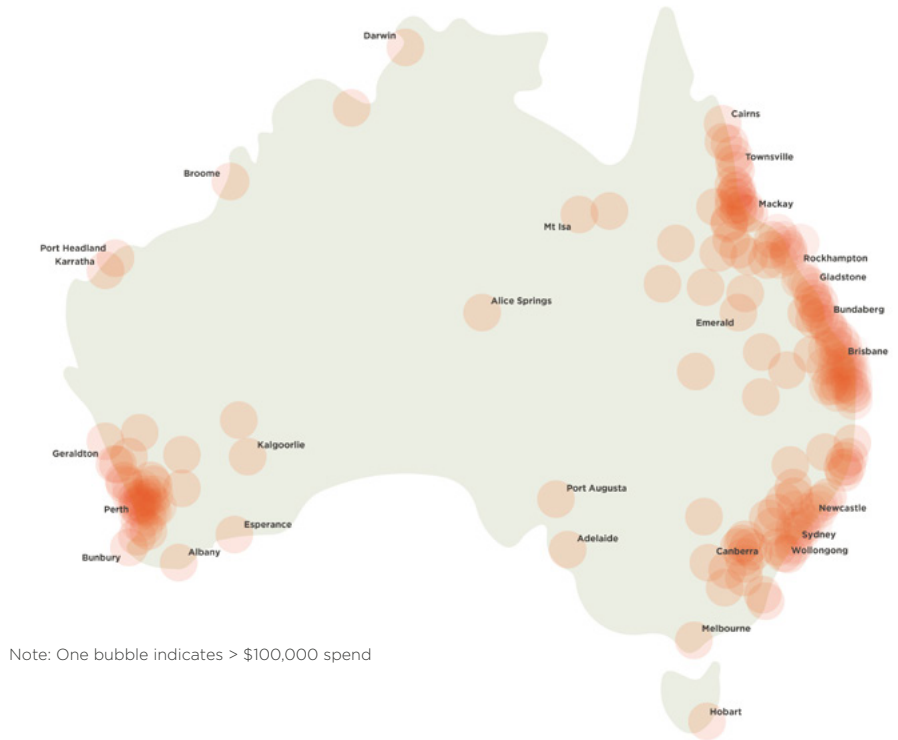 Darwin
Cairns
Townsville
Broome
Mackay
Mt Isa
Port Headland
Karratha
Rockhampton
Gladstone
Alice Springs
Bundaberg
Emerald
Brisbane
Kalgoorlie
Geraldton
Port Augusta
Perth
Newcastle
Esperance
Sydney
Adelaide
Canberra
Wollongong
Bunbury
Albany
Melbourne
Note: One bubble indicates > $100,000 spend
Hobart